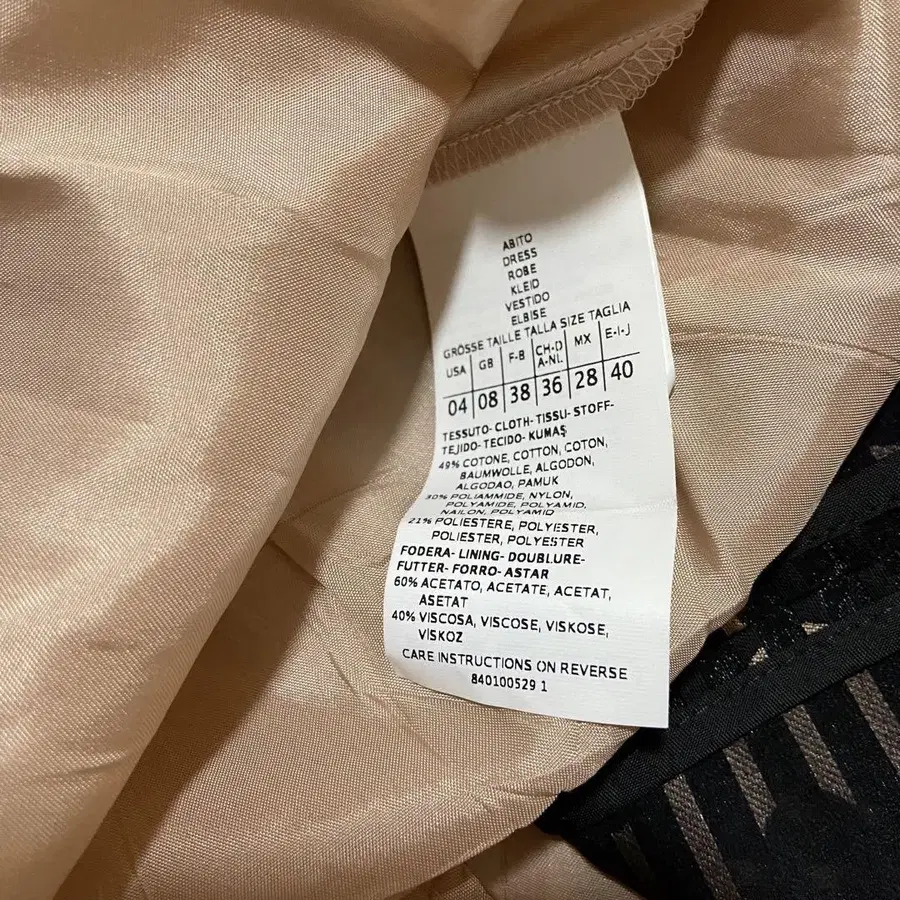 ABITO
DRESS
ROBE
KLEID
VESTIDO
ELBISE
GRÖSSE TAILLE TALLA SIZE TAGLIA
USA GB F-B CH-D A-NL MX E-I-J
04 08 38 36 28 40
TESSUTO- CLOTH- TISSU- STOFF-
TEJIDO- TECIDO- KUMAŞ
49% COTONE, COTTON, COTON,
BAUMWOLLE, ALGODON,
ALGODAO, PAMUK
30% POLIAMMIDE, NYLON,
POLYAMIDE, POLYAMID,
NAILON, POLYAMID
21% POLIESTERE, POLYESTER,
POLIESTER, POLYESTER
FODERA- LINING- DOUBLURE-
FUTTER- FORRO- ASTAR
60% ACETATO, ACETATE, ACETAT,
ASETAT
40% VISCOSA, VISCOSE, VISKOSE,
VİSKOZ
CARE INSTRUCTIONS ON REVERSE
840100529 1